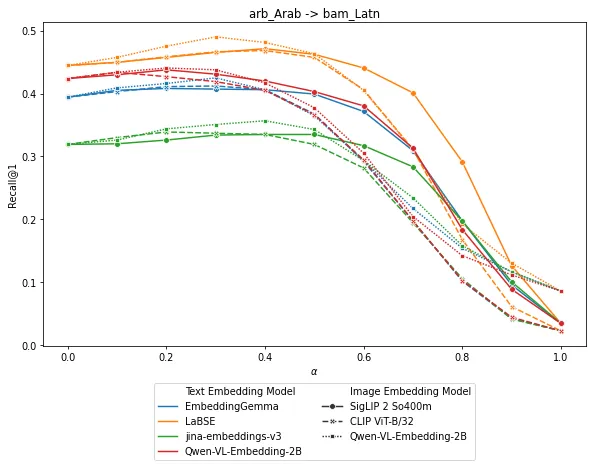 arb_Arab -> bam_Latn
Recall@1
0.5
0.4
0.3
0.2
0.1
0.0
0.0 0.2 0.4 0.6 0.8 1.0
α
Text Embedding Model Image Embedding Model
EmbeddingGemma SigLIP 2 So400m
LaBSE CLIP ViT-B/32
jina-embeddings-v3 Qwen-VL-Embedding-2B
Qwen-VL-Embedding-2B